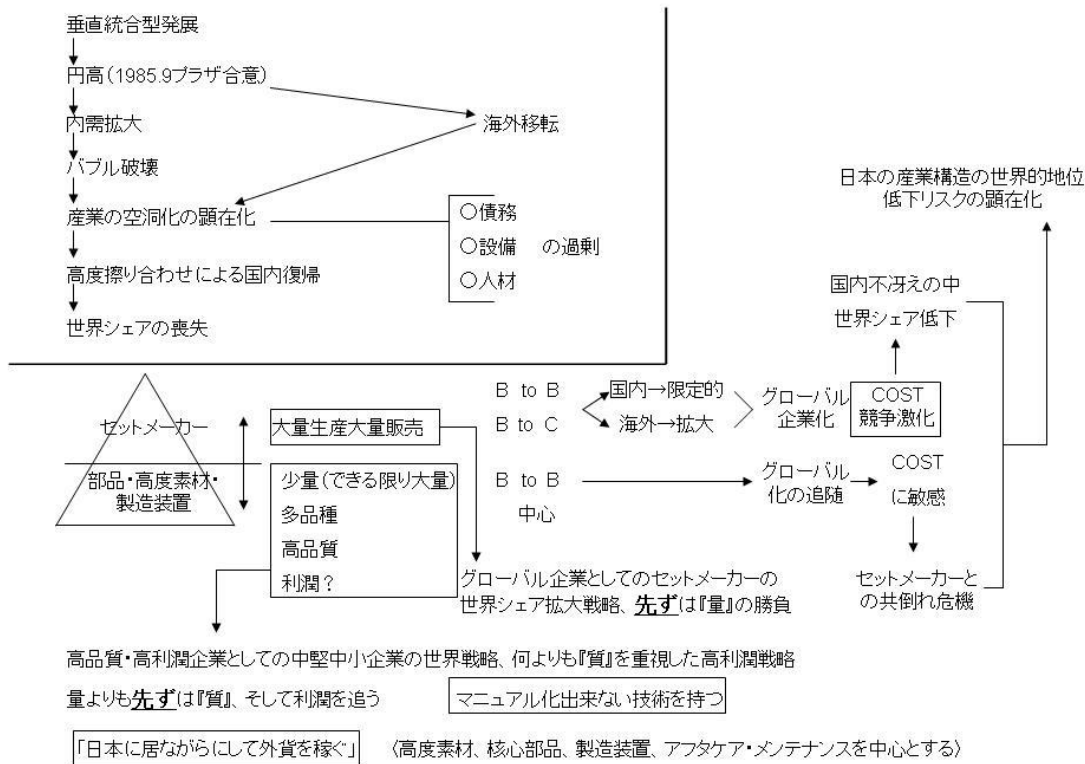 垂直統合型発展
円高(1985.9プラザ合意)
内需拡大
海外移転
バブル破壊
産業の空洞化の顕在化
○債務
○設備 の過剰
○人材
高度擦り合わせによる国内復帰
世界シェアの喪失
日本の産業構造の世界的地位
低下リスクの顕在化
国内不冴えの中
世界シェア低下
セットメーカー
部品・高度素材・
製造装置
大量生産大量販売
少量(できる限り大量)
多品種
高品質
利潤?
B to B
B to C
国内→限定的
海外→拡大
グローバル
企業化
COST
競争激化
B to B
中心
グローバル
化の追随
COST
に敏感
セットメーカーと
の共倒れ危機
グローバル企業としてのセットメーカーの
世界シェア拡大戦略、先ずは『量』の勝負
高品質・高利潤企業としての中堅中小企業の世界戦略、何よりも『質』を重視した高利潤戦略
量よりも先ずは『質』、そして利潤を追う
マニュアル化出来ない技術を持つ
「日本に居ながらにして外貨を稼ぐ」
〈高度素材、核心部品、製造装置、アフタケア・メンテナンスを中心とする〉